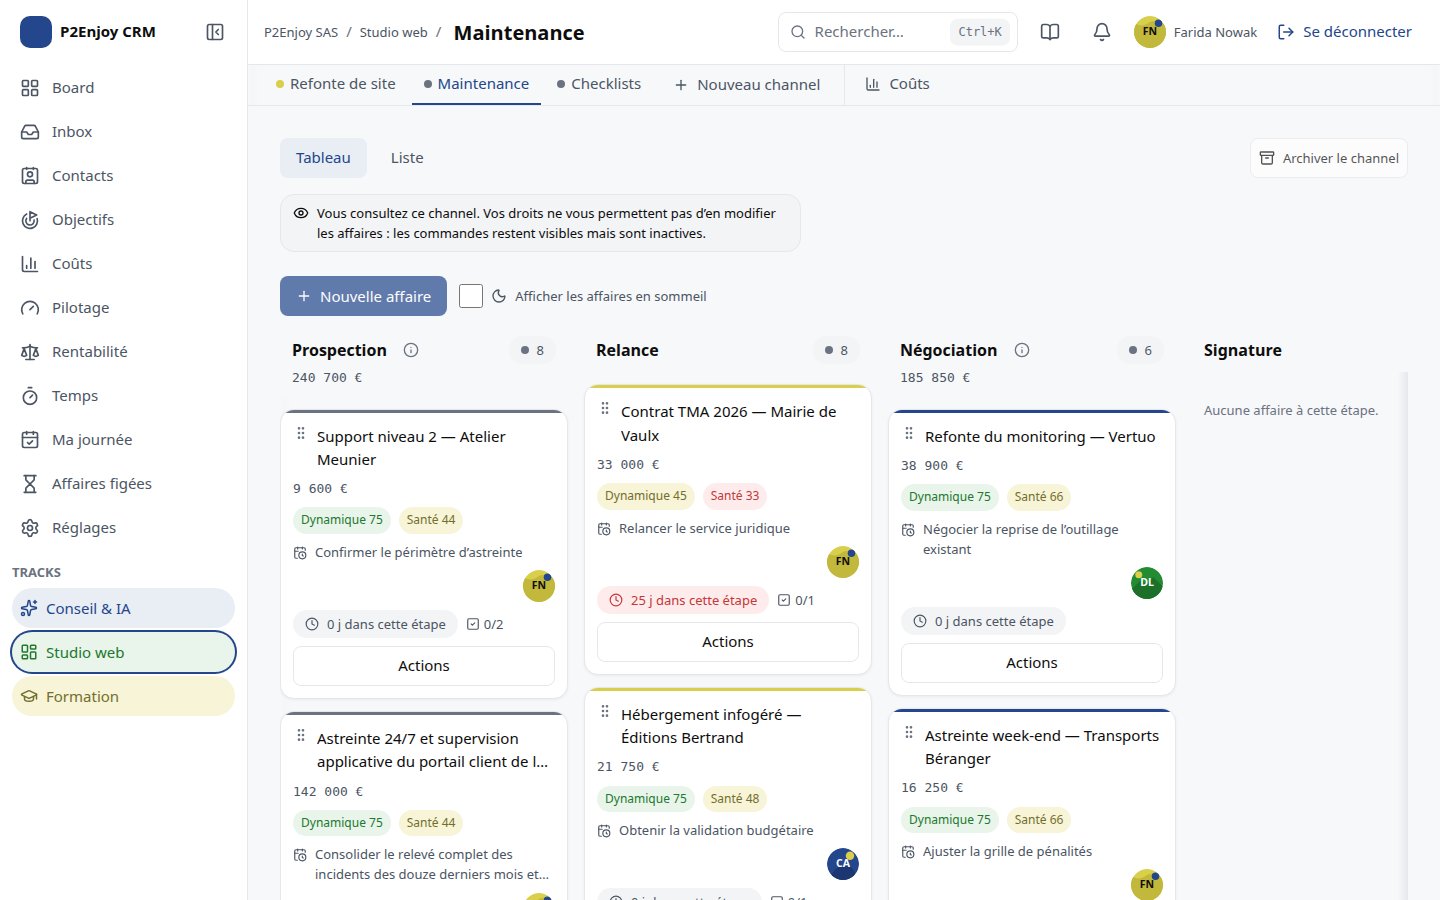 P2Enjoy CRM
Board
Inbox
Contacts
Objectifs
Coûts
Pilotage
Rentabilité
Temps
Ma journée
Affaires figées
Réglages
TRACKS
Conseil & IA
Studio web
Formation
P2Enjoy SAS / Studio web / Maintenance
Rechercher... Ctrl+K
FN Farida Nowak
Se déconnecter
Refonte de site
Maintenance
Checklists
Nouveau channel
Coûts
Tableau
Liste
Archiver le channel
Vous consultez ce channel. Vos droits ne vous permettent pas d'en modifier
les affaires : les commandes restent visibles mais sont inactives.
Nouvelle affaire
Afficher les affaires en sommeil
Prospection 8
240 700 €
Support niveau 2 — Atelier
Meunier
9 600 €
Dynamique 75 Santé 44
Confirmer le périmètre d'astreinte
FN
0 j dans cette étape 0/2
Actions
Astreinte 24/7 et supervision
applicative du portail client de l...
142 000 €
Dynamique 75 Santé 44
Consolider le relevé complet des
incidents des douze derniers mois et...
Relance 8
Contrat TMA 2026 — Mairie de
Vaulx
33 000 €
Dynamique 45 Santé 33
Relancer le service juridique
FN
25 j dans cette étape 0/1
Actions
Hébergement infogéré —
Éditions Bertrand
21 750 €
Dynamique 75 Santé 48
Obtenir la validation budgétaire
CA
Négociation 6
185 850 €
Refonte du monitoring — Vertuo
38 900 €
Dynamique 75 Santé 66
Négocier la reprise de l'outillage
existant
DL
0 j dans cette étape
Actions
Astreinte week-end — Transports
Béranger
16 250 €
Dynamique 75 Santé 66
Ajuster la grille de pénalités
FN
Signature
Aucune affaire à cette étape.